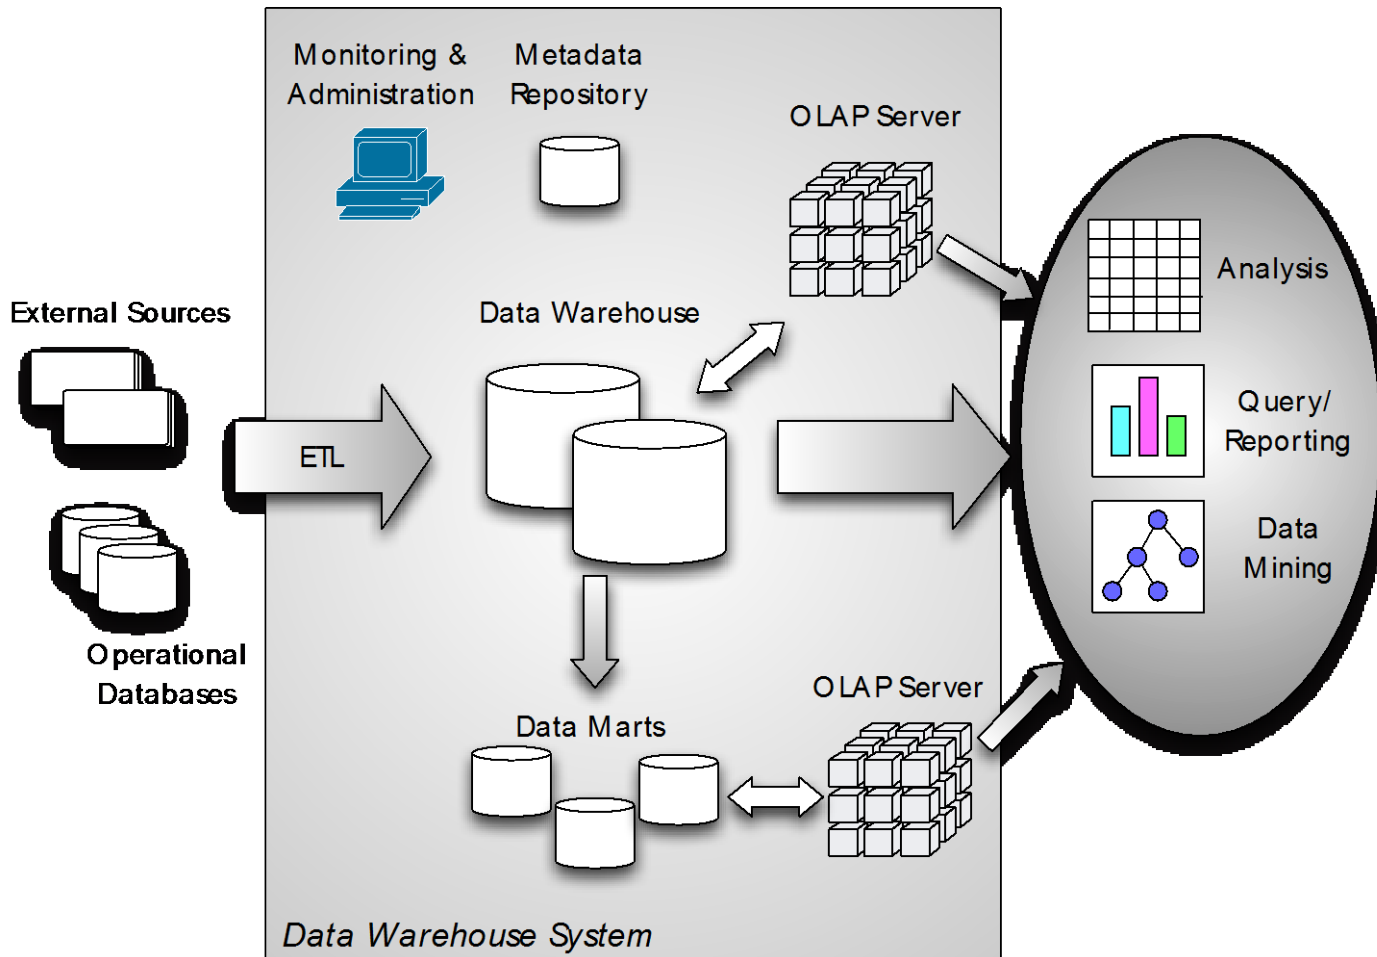 Monitoring &
Administration
Metadata
Repository
OLAP Server
Analysis
External Sources
Data Warehouse
Query/
Reporting
ETL
Data
Mining
Operational
Databases
OLAP Server
Data Marts
Data Warehouse System